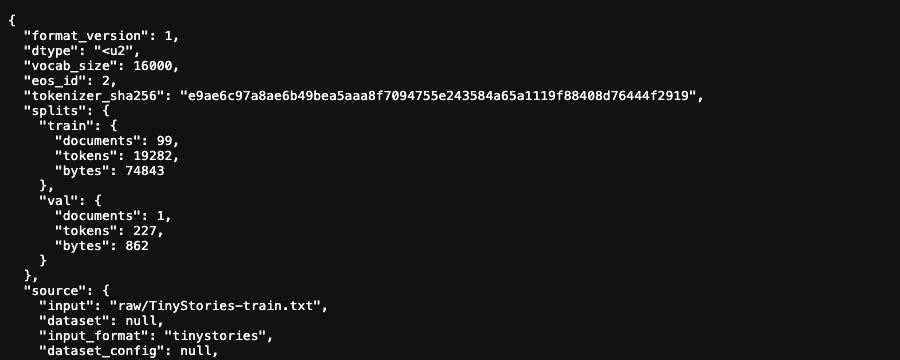 {
  "format_version": 1,
  "dtype": "<u2",
  "vocab_size": 16000,
  "eos_id": 2,
  "tokenizer_sha256": "e9ae6c97a8ae6b49bea5aaa8f7094755e243584a65a1119f88408d76444f2919",
  "splits": {
    "train": {
      "documents": 99,
      "tokens": 19282,
      "bytes": 74843
    },
    "val": {
      "documents": 1,
      "tokens": 227,
      "bytes": 862
    }
  },
  "source": {
    "input": "raw/TinyStories-train.txt",
    "dataset": null,
    "input_format": "tinystories",
    "dataset_config": null,